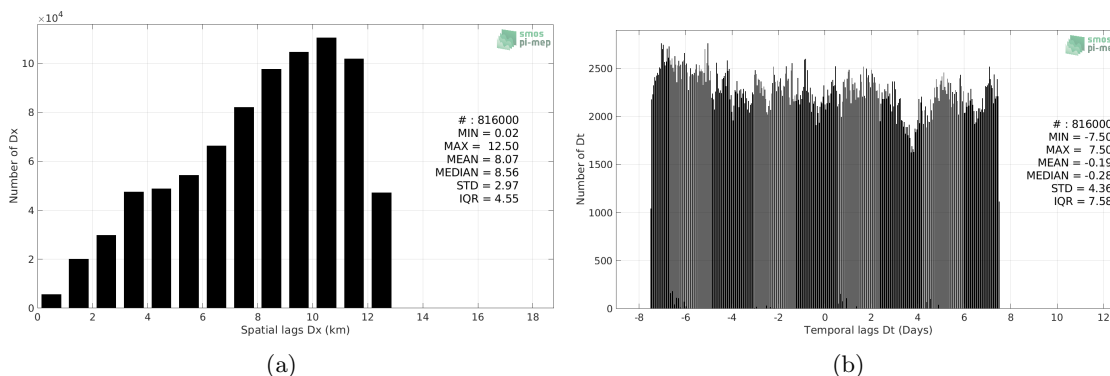 ×10⁴
10
8
6
4
2
0
Number of Dx
smos
pi-mep
# : 816000
MIN = 0.02
MAX = 12.50
MEAN = 8.07
MEDIAN = 8.56
STD = 2.97
IQR = 4.55
0 2 4 6 8 10 12 14 16 18
Spatial lags Dx (km)
(a)
2500
2000
1500
1000
500
0
Number of Dt
smos
pi-me
# : 816000
MIN = -7.50
MAX = 7.50
MEAN = -0.19
MEDIAN = -0.28
STD = 4.36
IQR = 7.58
-8 -6 -4 -2 0 2 4 6 8 10 12
Temporal lags Dt (Days)
(b)